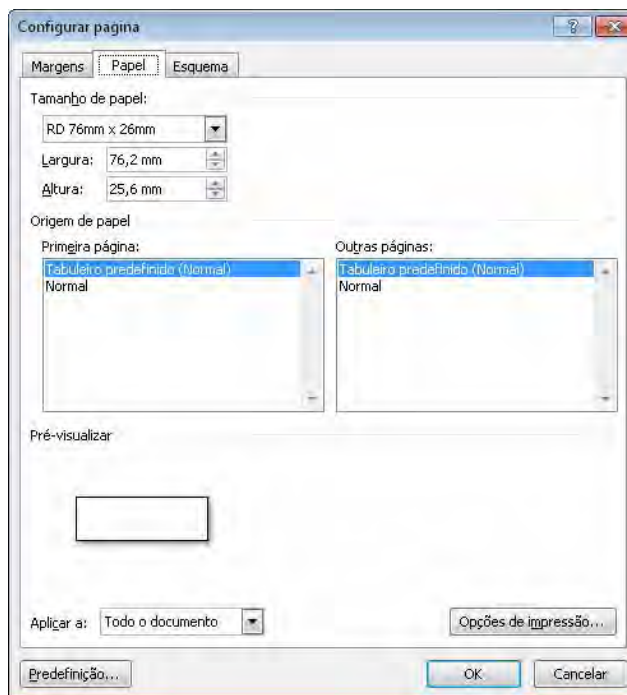 Configurar pagina
Margens Papel Esquema
Tamanho de papel:
RD 76mm x 26mm
Largura: 76,2 mm
Altura: 25,6 mm
Origem de papel
Primeira página: Outras páginas:
Tabuleiro predefinido (Normal) Tabuleiro predefinido (Normal)
Normal Normal
Pré-visualizar
Aplicar a: Todo o documento Opções de impressão...
Predefinição... OK Cancelar